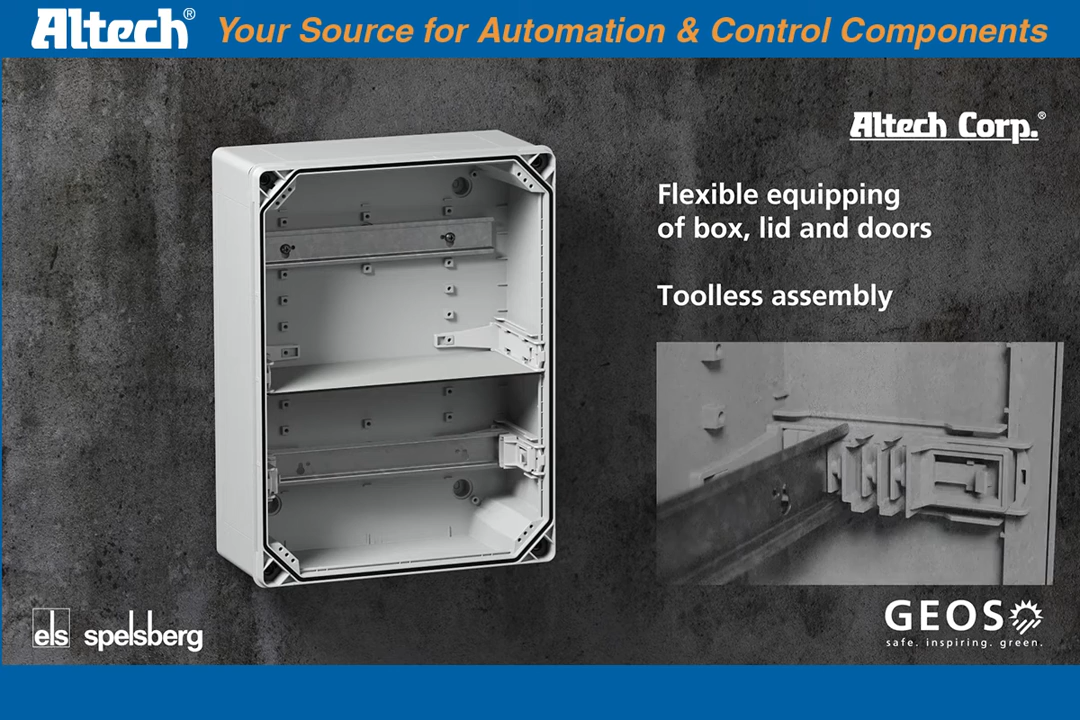 Altech® Your Source for Automation & Control Components
Altech Corp.®
Flexible equipping
of box, lid and doors
Toolless assembly
els spelsberg
GEOS
safe. inspiring. green.